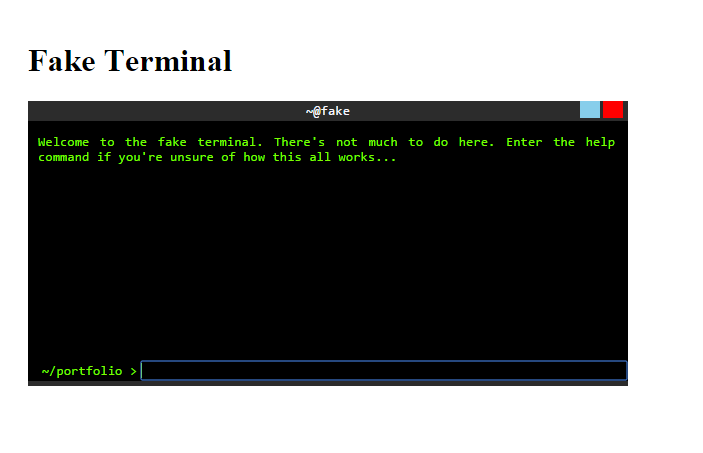 Fake Terminal
~@fake
Welcome to the fake terminal. There's not much to do here. Enter the help
command if you're unsure of how this all works...
~/portfolio >